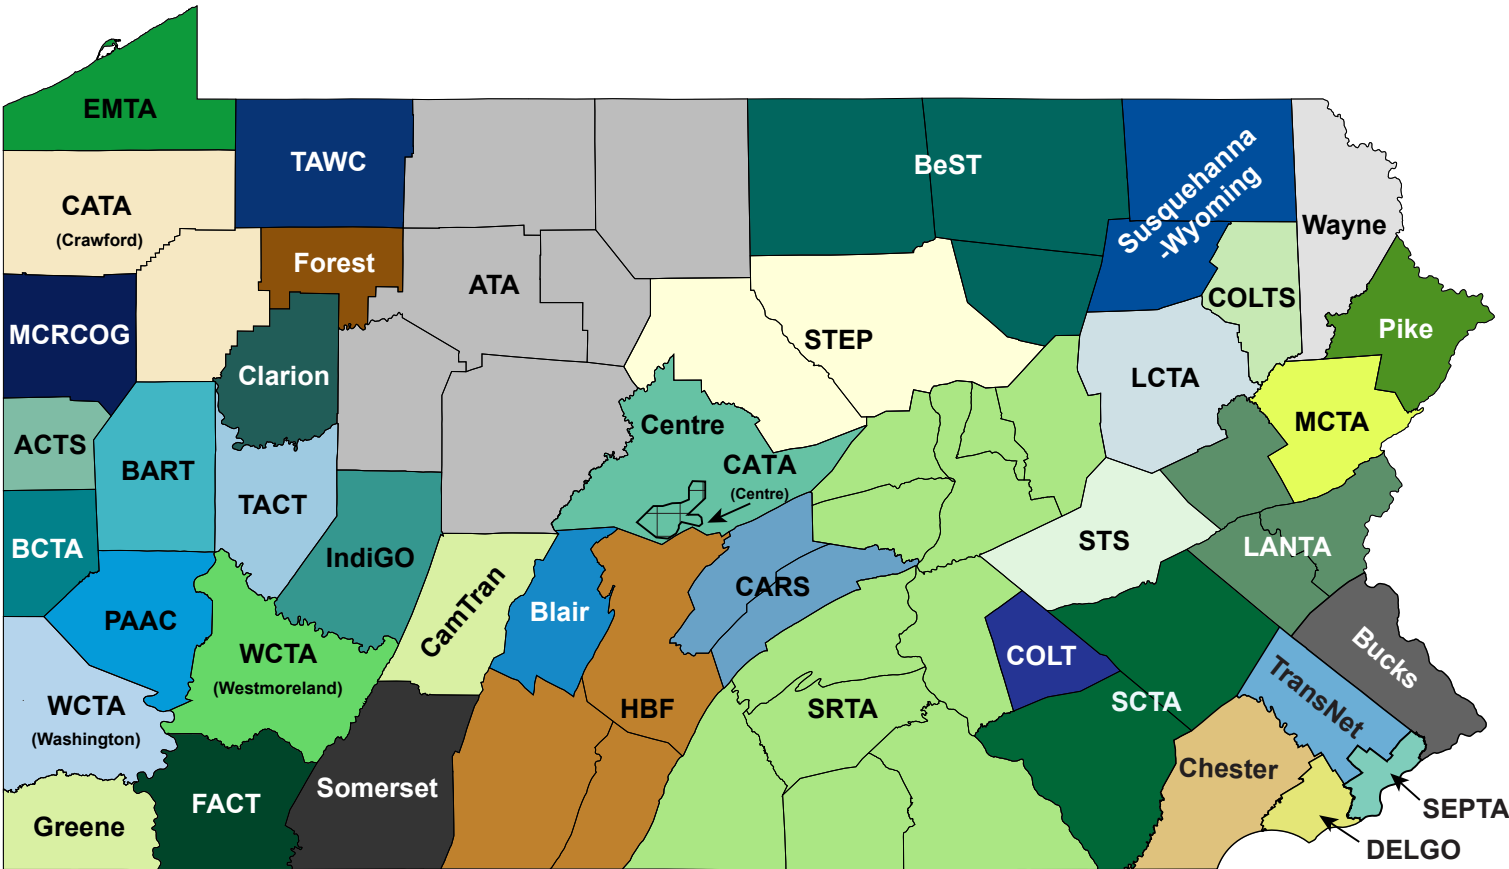 EMTA
TAWC
BeST
Susquehanna
-Wyoming
Wayne
CATA
(Crawford)
Forest
ATA
COLTS
MCRCOG
STEP
Pike
Clarion
LCTA
ACTS
BART
Centre
MCTA
CATA
(Centre)
TACT
BCTA
IndiGO
STS
LANTA
PAAC
CamTran
Blair
CARS
WCTA
(Westmoreland)
COLT
Bucks
WCTA
(Washington)
HBF
SRTA
SCTA
TransNet
Somerset
Chester
FACT
Greene
SEPTA
DELGO